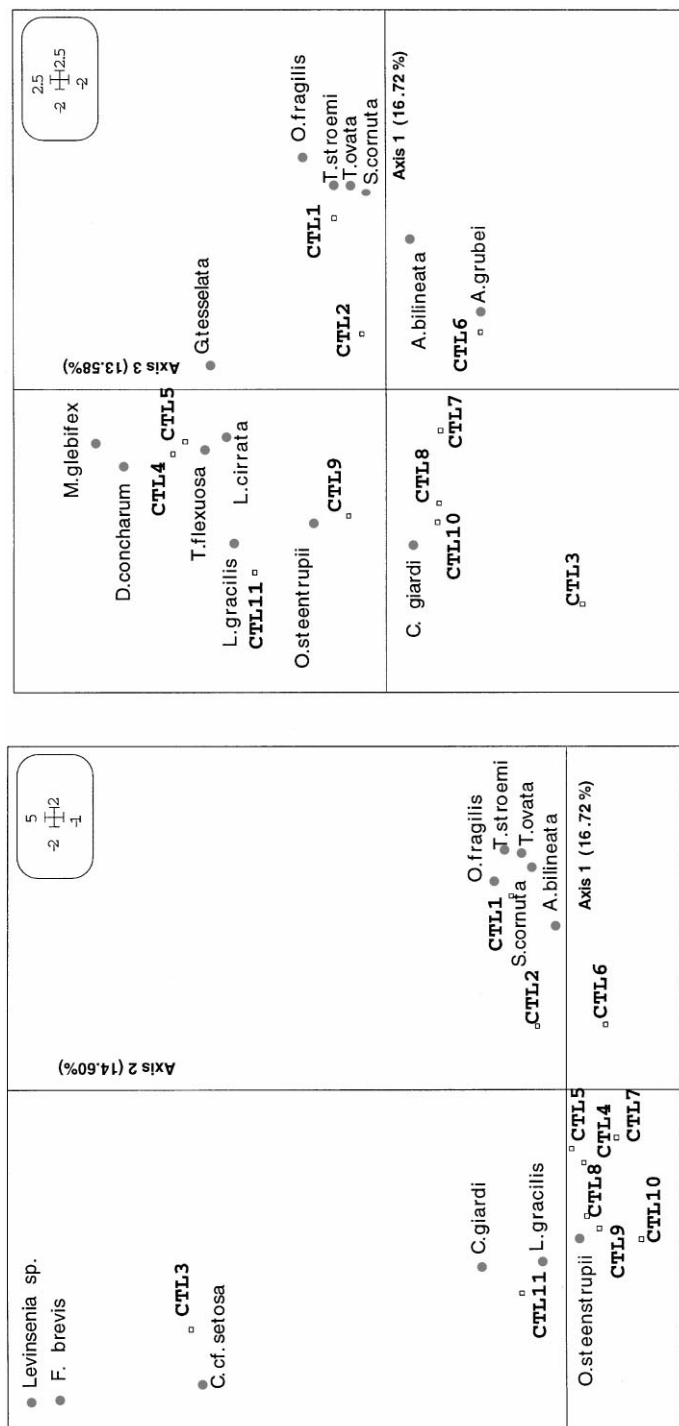 2.5
-2 2.5
-2
Axis 3 (13.58%)
M.glebifex
D.concharum
CTL4
CTL5
T.flexuosa
L.cirrata
L.gracilis
CTL11
O.steentrupii
CTL9
G.tesselata
O.fragilis
T.stroemi
T.ovata
S.cornuta
CTL1
CTL2
Axis 1 (16.72%)
A.bilineata
A.grubei
CTL6
C. giardi
CTL8
CTL7
CTL10
CTL3
5
-2 2
-1
Axis 2 (14.60%)
Levinsenia sp.
F. brevis
CTL3
C.cf.setosa
C.giardi
L.gracilis
CTL11
O.fragilis
T.stroemi
CTL1
T.ovata
S.cornuta
A.bilineata
CTL2
Axis 1 (16.72%)
CTL6
O.steenstrupii
CTL5
CTL8
CTL4
CTL9
CTL7
CTL10